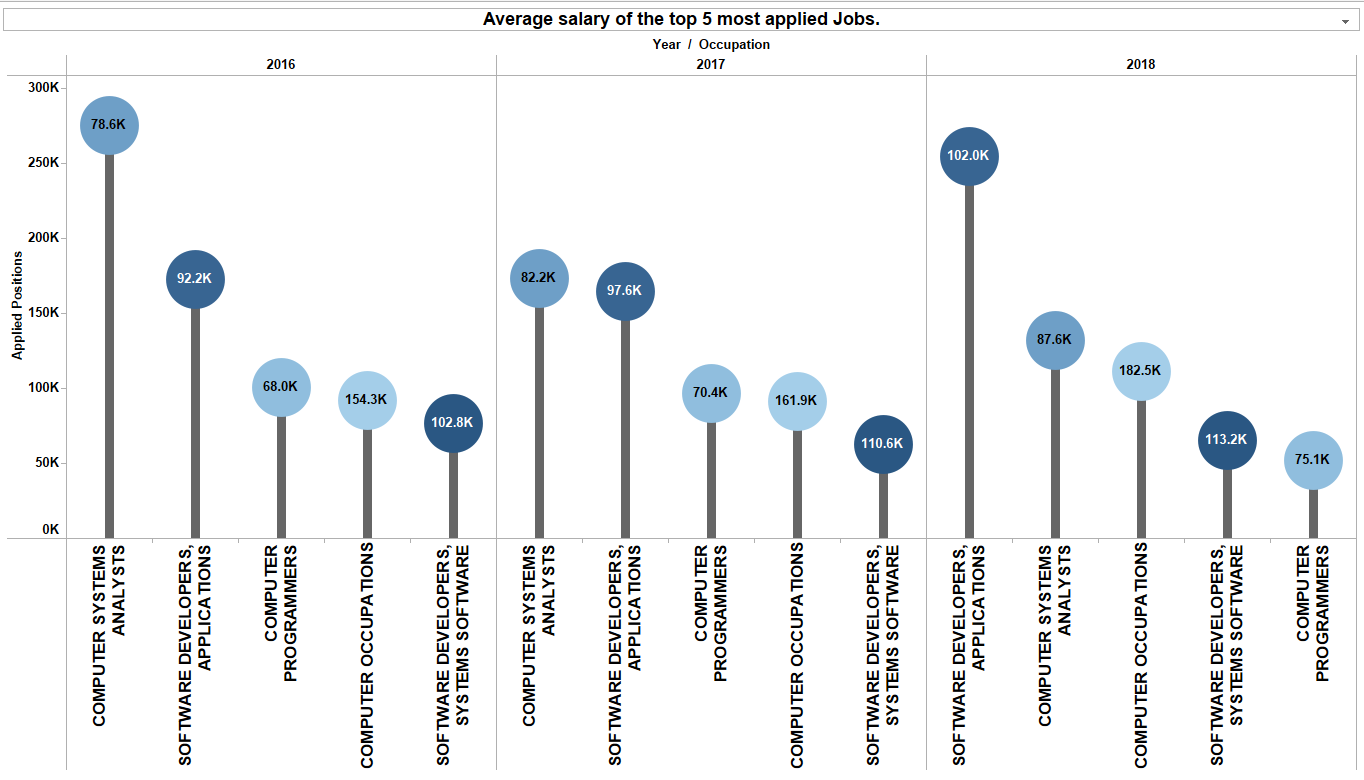 Average salary of the top 5 most applied Jobs.
Year / Occupation
2016
2017
2018
Applied Positions
300K
250K
200K
150K
100K
50K
0K
78.6K
92.2K
68.0K
154.3K
102.8K
82.2K
97.6K
70.4K
161.9K
110.6K
102.0K
87.6K
182.5K
113.2K
75.1K
COMPUTER SYSTEMS
ANALYSTS
SOFTWARE DEVELOPERS,
APPLICATIONS
COMPUTER
PROGRAMMERS
COMPUTER OCCUPATIONS
SOFTWARE DEVELOPERS,
SYSTEMS SOFTWARE
COMPUTER SYSTEMS
ANALYSTS
SOFTWARE DEVELOPERS,
APPLICATIONS
COMPUTER
PROGRAMMERS
COMPUTER OCCUPATIONS
SOFTWARE DEVELOPERS,
SYSTEMS SOFTWARE
SOFTWARE DEVELOPERS,
APPLICATIONS
COMPUTER SYSTEMS
ANALYSTS
COMPUTER OCCUPATIONS
SOFTWARE DEVELOPERS,
SYSTEMS SOFTWARE
COMPUTER
PROGRAMMERS